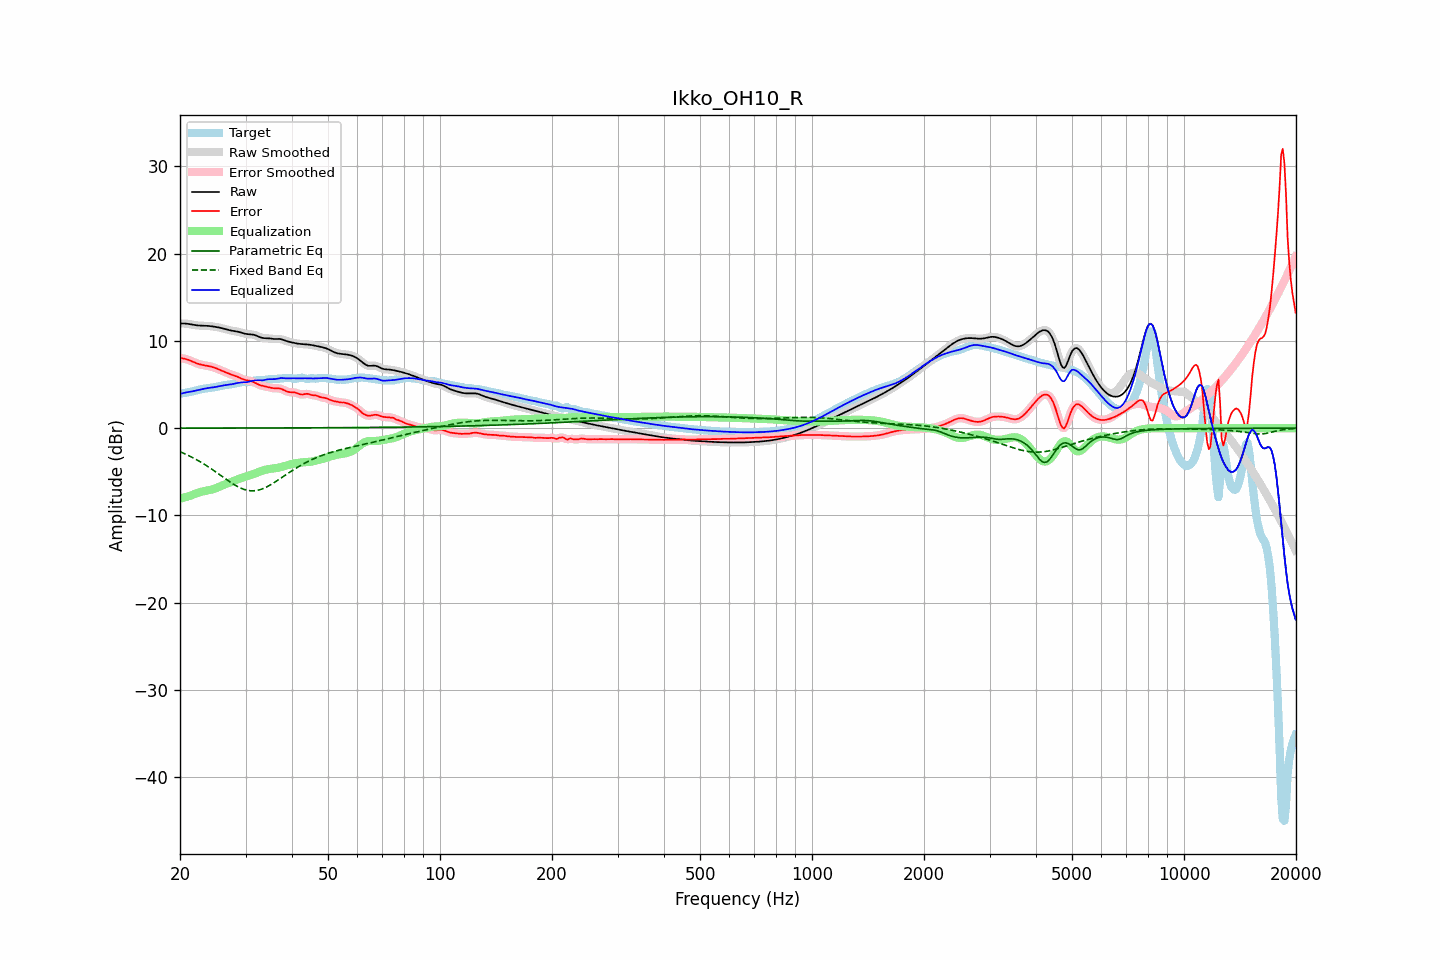 Ikko_OH10_R
Target
Raw Smoothed
Error Smoothed
Raw
Error
Equalization
Parametric Eq
Fixed Band Eq
Equalized
30
20
10
0
−10
−20
−30
−40
Amplitude (dBr)
20
50
100
200
500
1000
2000
5000
10000
20000
Frequency (Hz)